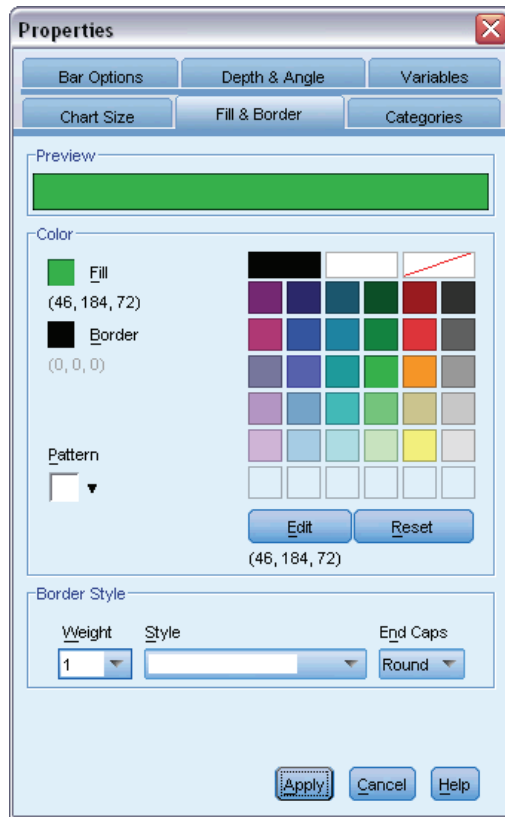 Properties
Bar Options Depth & Angle Variables
Chart Size Fill & Border Categories
Preview
Color
Fill
(46, 184, 72)
Border
(0, 0, 0)
Pattern
Edit Reset
(46, 184, 72)
Border Style
Weight Style End Caps
1 Round
Apply Cancel Help